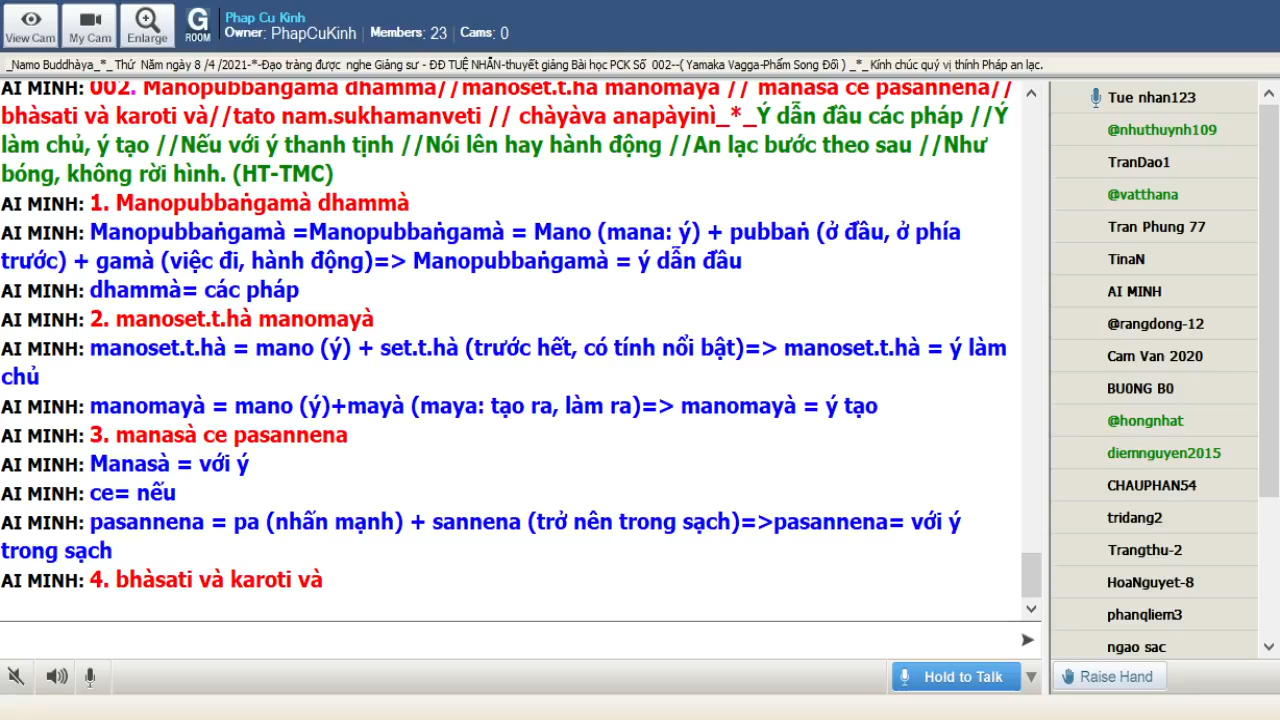 View Cam
My Cam
Enlarge
G
ROOM
Phap Cu Kinh
Owner: PhapCuKinh Members: 23 Cams: 0
_Namo Buddhàya_*_ Thứ Năm ngày 8 /4 /2021-*-Đạo tràng được nghe Giảng sư - ĐĐ TUỆ NHẪN-thuyết giảng Bài học PCK Số 002--( Yamaka Vagga-Phẩm Song Đối ) _*_ Kính chúc quý vị thính Pháp an lạc.
AI MINH: 002. Manopubbaṅgamà dhammà//manoset.t.hà manomayà // manasà ce pasannena//
bhàsati và karoti và//tato nam.sukhamanveti // chàyàva anapàyinì_*_Ý dẫn đầu các pháp //Ý
làm chủ, ý tạo //Nếu với ý thanh tịnh //Nói lên hay hành động //An lạc bước theo sau //Như
bóng, không rời hình. (HT-TMC)
AI MINH: 1. Manopubbaṅgamà dhammà
AI MINH: Manopubbaṅgamà =Manopubbaṅgamà = Mano (mana: ý) + pubbaṅ (ở đầu, ở phía
trước) + gamà (việc đi, hành động)=> Manopubbaṅgamà = ý dẫn đầu
AI MINH: dhammà= các pháp
AI MINH: 2. manoset.t.hà manomayà
AI MINH: manoset.t.hà = mano (ý) + set.t.hà (trước hết, có tính nổi bật)=> manoset.t.hà = ý làm
chủ
AI MINH: manomayà = mano (ý)+mayà (maya: tạo ra, làm ra)=> manomayà = ý tạo
AI MINH: 3. manasà ce pasannena
AI MINH: Manasà = với ý
AI MINH: ce= nếu
AI MINH: pasannena = pa (nhấn mạnh) + sannena (trở nên trong sạch)=>pasannena= với ý
trong sạch
AI MINH: 4. bhàsati và karoti và
Hold to Talk
Tue nhan123
@nhuthuynh109
TranDao1
@vatthana
Tran Phung 77
TinaN
AI MINH
@rangdong-12
Cam Van 2020
BU0NG B0
@hongnhat
diemnguyen2015
CHAUPHAN54
tridang2
Trangthu-2
HoaNguyet-8
phanqliem3
ngao sac
Raise Hand